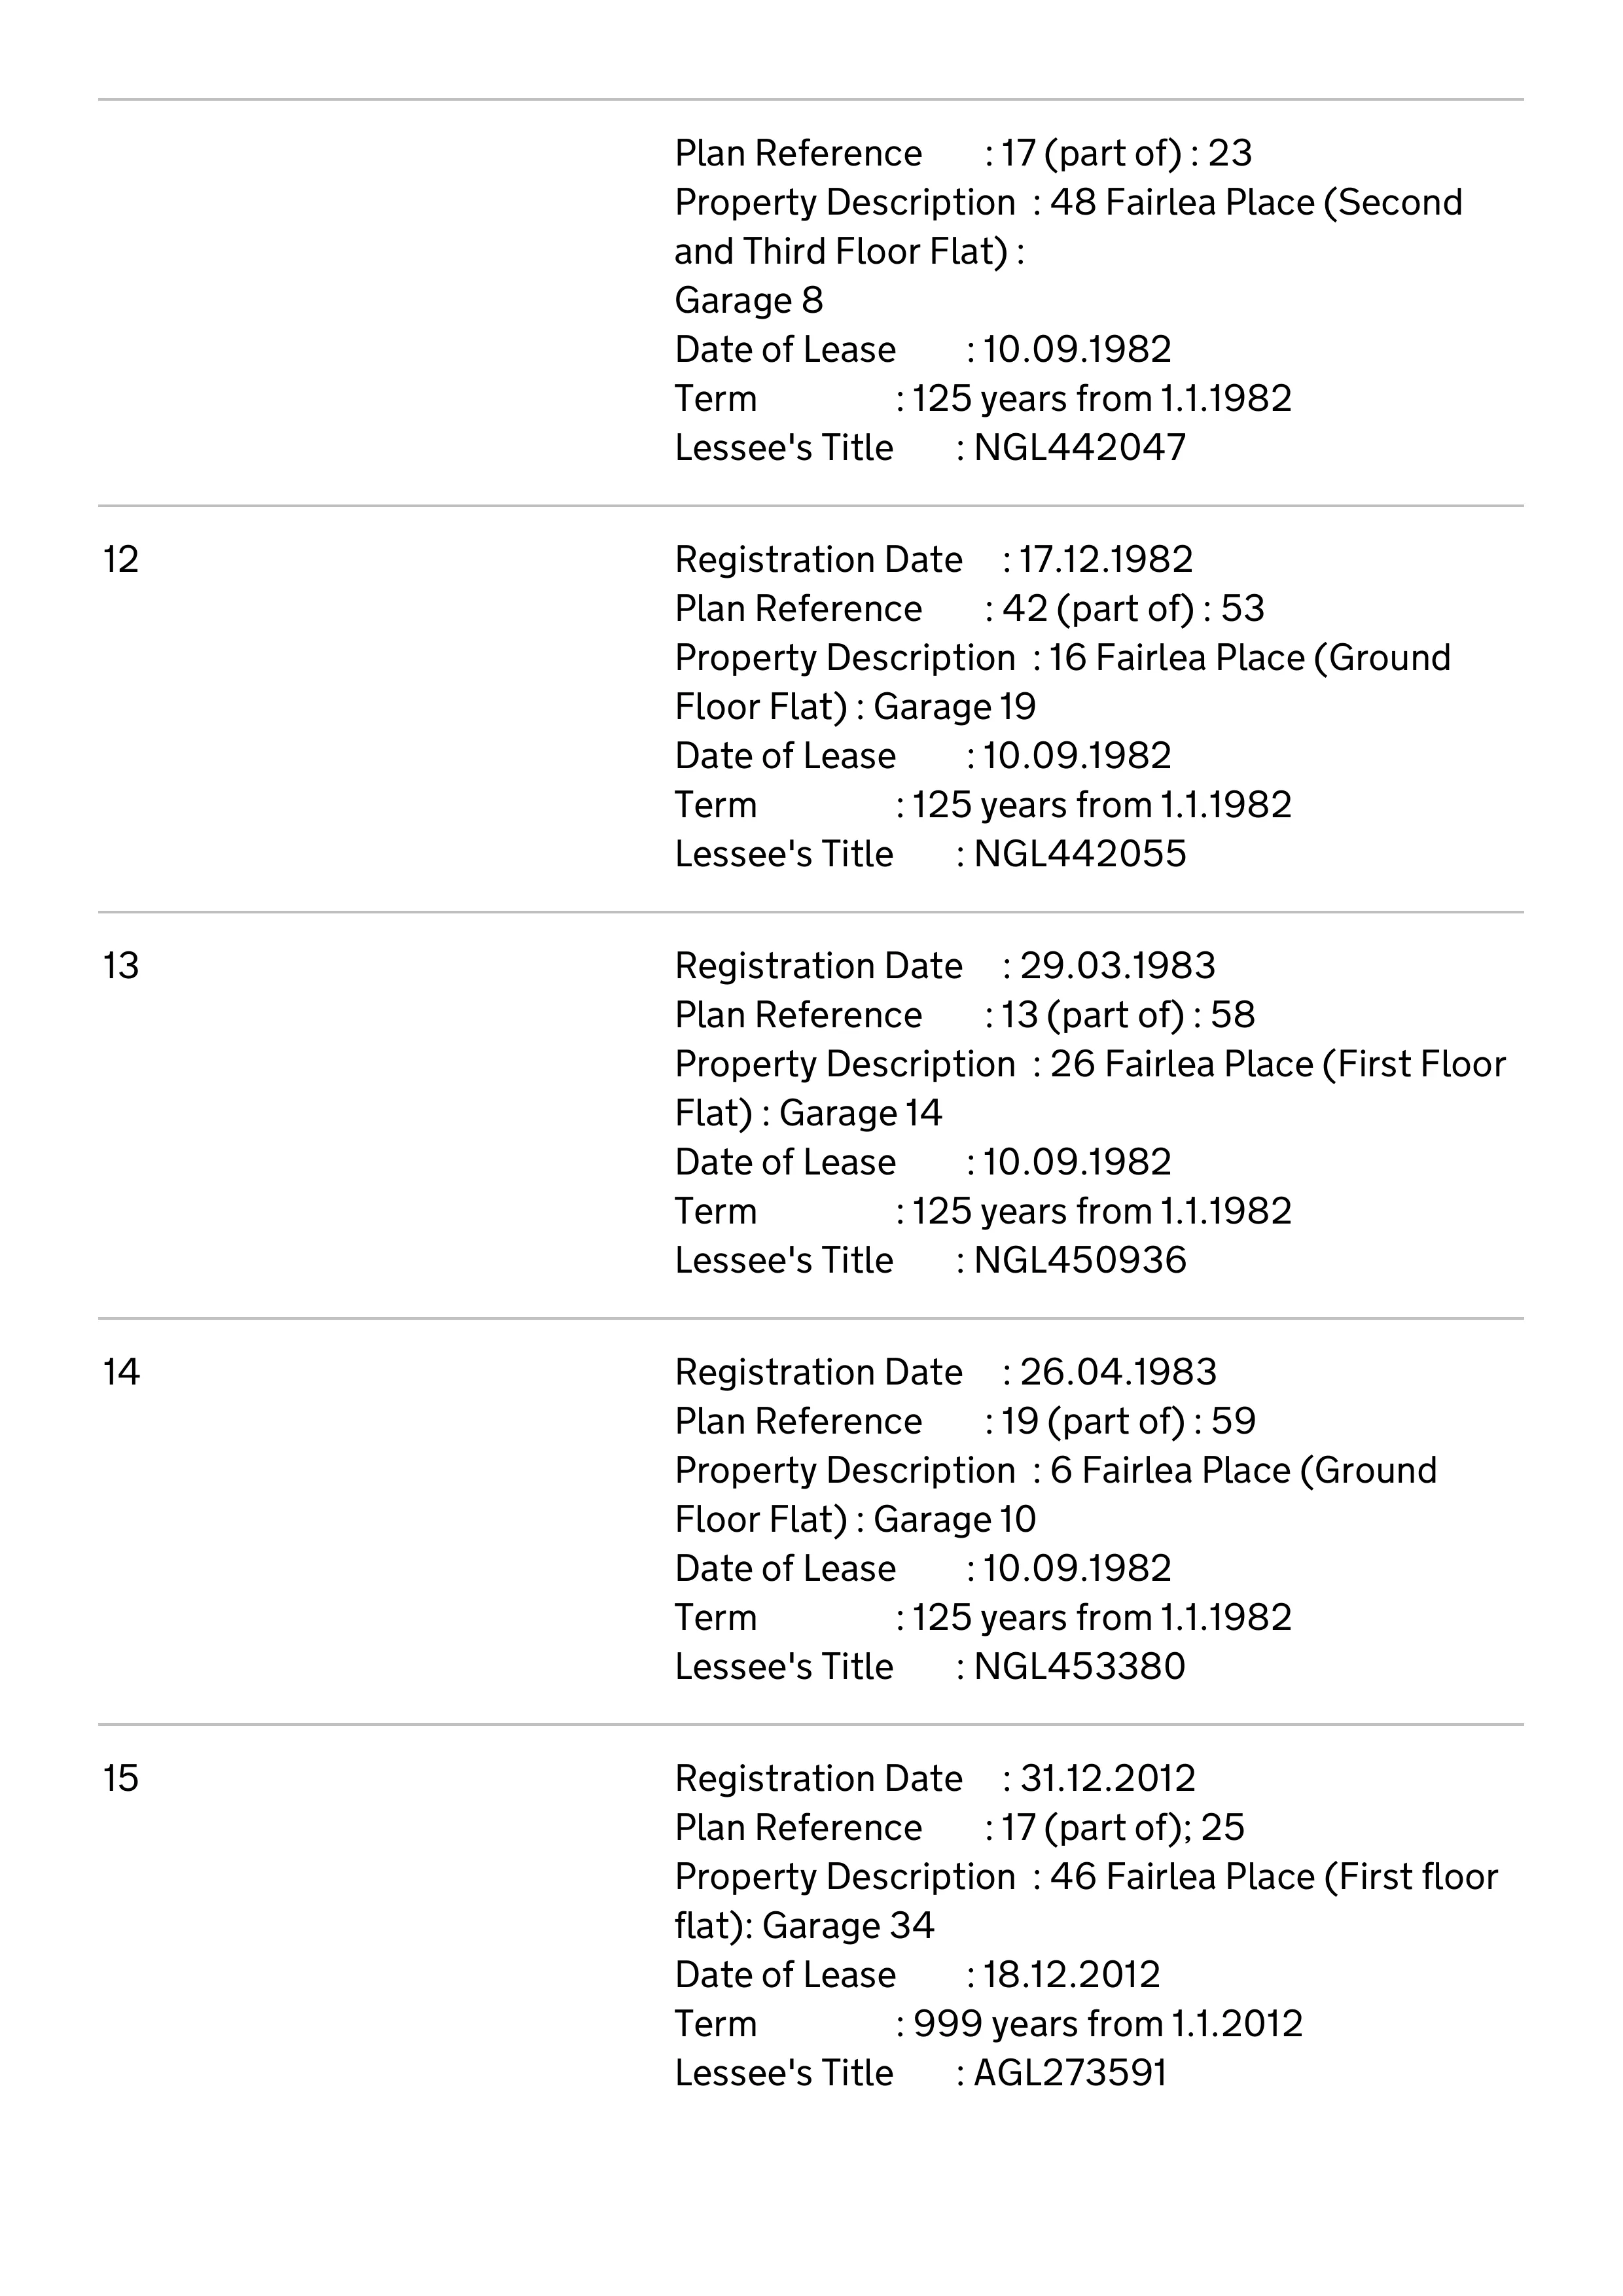 Plan Reference : 17 (part of) : 23
Property Description : 48 Fairlea Place (Second
and Third Floor Flat) :
Garage 8
Date of Lease : 10.09.1982
Term : 125 years from 1.1.1982
Lessee's Title : NGL442047
12 Registration Date : 17.12.1982
Plan Reference : 42 (part of) : 53
Property Description : 16 Fairlea Place (Ground
Floor Flat) : Garage 19
Date of Lease : 10.09.1982
Term : 125 years from 1.1.1982
Lessee's Title : NGL442055
13 Registration Date : 29.03.1983
Plan Reference : 13 (part of) : 58
Property Description : 26 Fairlea Place (First Floor
Flat) : Garage 14
Date of Lease : 10.09.1982
Term : 125 years from 1.1.1982
Lessee's Title : NGL450936
14 Registration Date : 26.04.1983
Plan Reference : 19 (part of) : 59
Property Description : 6 Fairlea Place (Ground
Floor Flat) : Garage 10
Date of Lease : 10.09.1982
Term : 125 years from 1.1.1982
Lessee's Title : NGL453380
15 Registration Date : 31.12.2012
Plan Reference : 17 (part of); 25
Property Description : 46 Fairlea Place (First floor
flat): Garage 34
Date of Lease : 18.12.2012
Term : 999 years from 1.1.2012
Lessee's Title : AGL273591